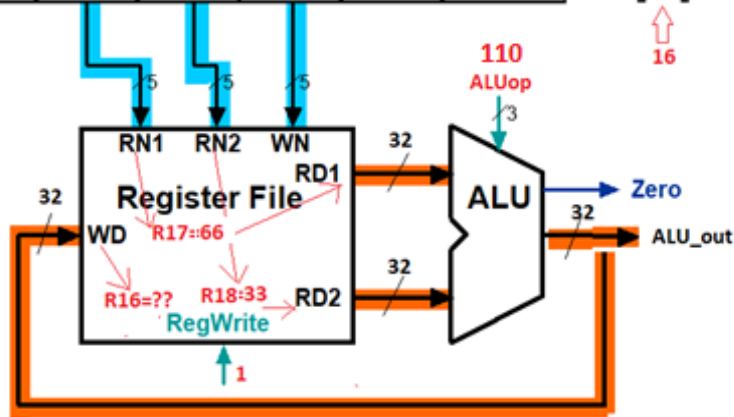 16
110
ALUop
3
5 5 5
RN1 RN2 WN
RD1
32
Register File
ALU
Zero
32
32
WD
R17=66
ALU_out
32
R16=??
R18=33
RD2
RegWrite
1